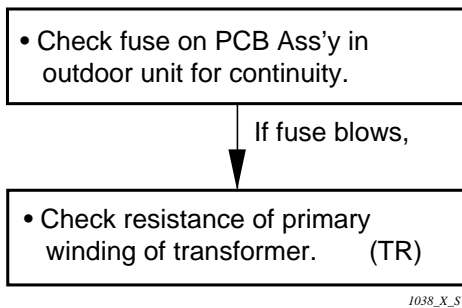 • Check fuse on PCB Ass'y in
outdoor unit for continuity.
If fuse blows,
• Check resistance of primary
winding of transformer. (TR)
1038_X_S